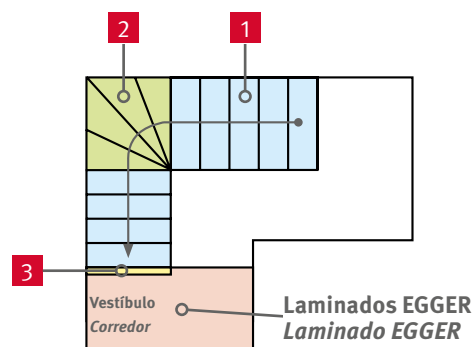 2
1
3
Vestíbulo
Corredor
Laminados EGGER
Laminado EGGER